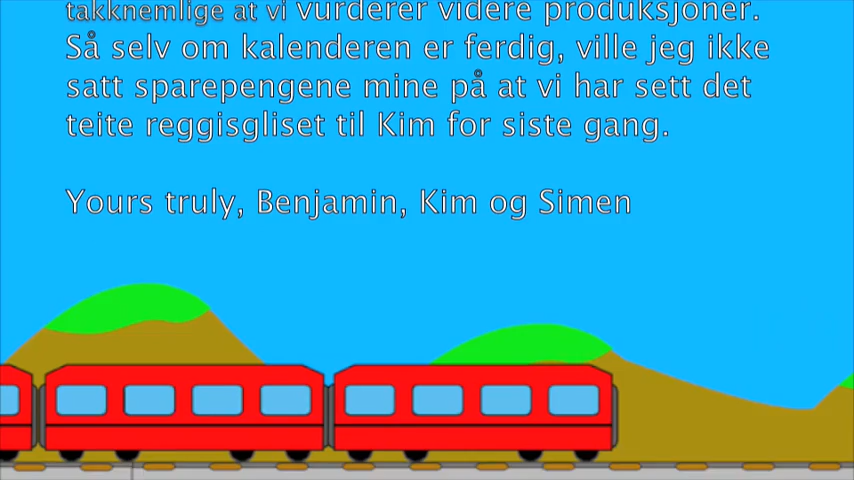 takknemlige at vi vurderer videre produksjoner.
Så selv om kalenderen er ferdig, ville jeg ikke
satt sparepengene mine på at vi har sett det
teite reggisgliset til Kim for siste gang.
Yours truly, Benjamin, Kim og Simen